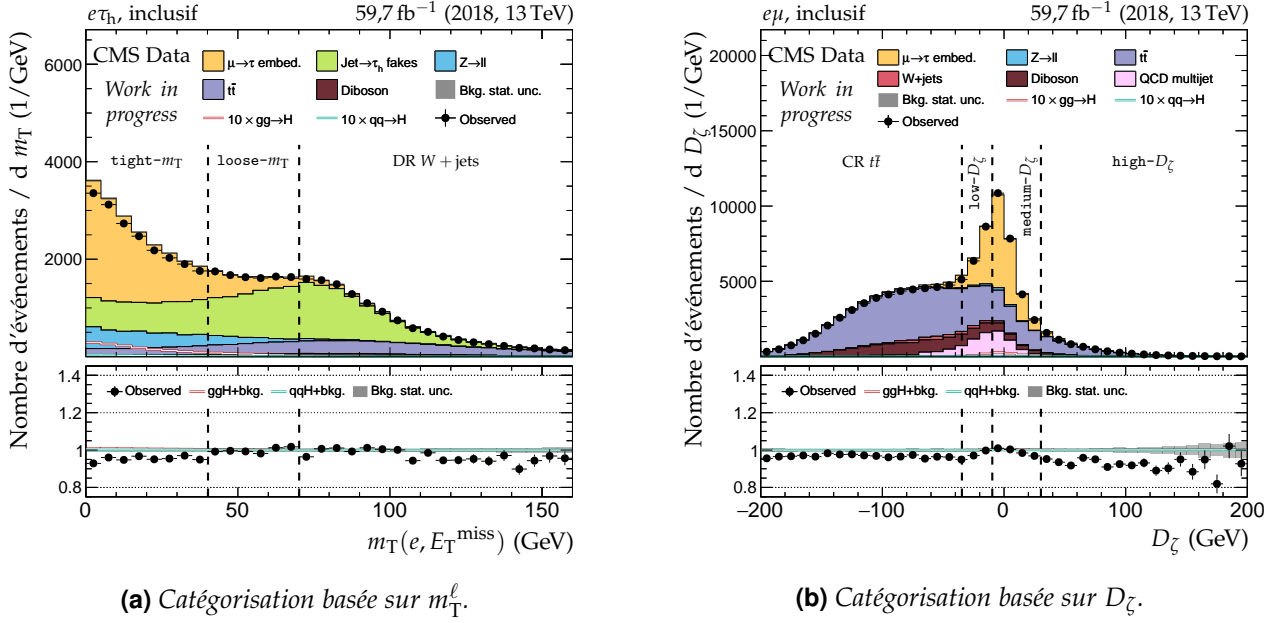 eτh, inclusif 59,7 fb−1 (2018, 13 TeV)
CMS Data
Work in
progress
μ→τ embed. Jet→τh fakes Z→ll
tt̄ Diboson Bkg. stat. unc.
10 × gg→H 10 × qq→H Observed
tight-mT loose-mT DR W + jets
Nombre d'événements / d mT (1/GeV)
6000
4000
2000
Observed ggH+bkg. qqH+bkg. Bkg. stat. unc.
1.4
1.2
1
0.8
0 50 100 150
mT(e, ETmiss) (GeV)
(a) Catégorisation basée sur mTℓ.
eμ, inclusif 59,7 fb−1 (2018, 13 TeV)
CMS Data
Work in
progress
μ→τ embed. Z→ll tt̄
W+jets Diboson QCD multijet
Bkg. stat. unc. 10 × gg→H 10 × qq→H
Observed
CR tt̄ low-Dζ medium-Dζ high-Dζ
Nombre d'événements / d Dζ (1/GeV)
20000
15000
10000
5000
Observed ggH+bkg. qqH+bkg. Bkg. stat. unc.
1.4
1.2
1
0.8
−200 −100 0 100 200
Dζ (GeV)
(b) Catégorisation basée sur Dζ.